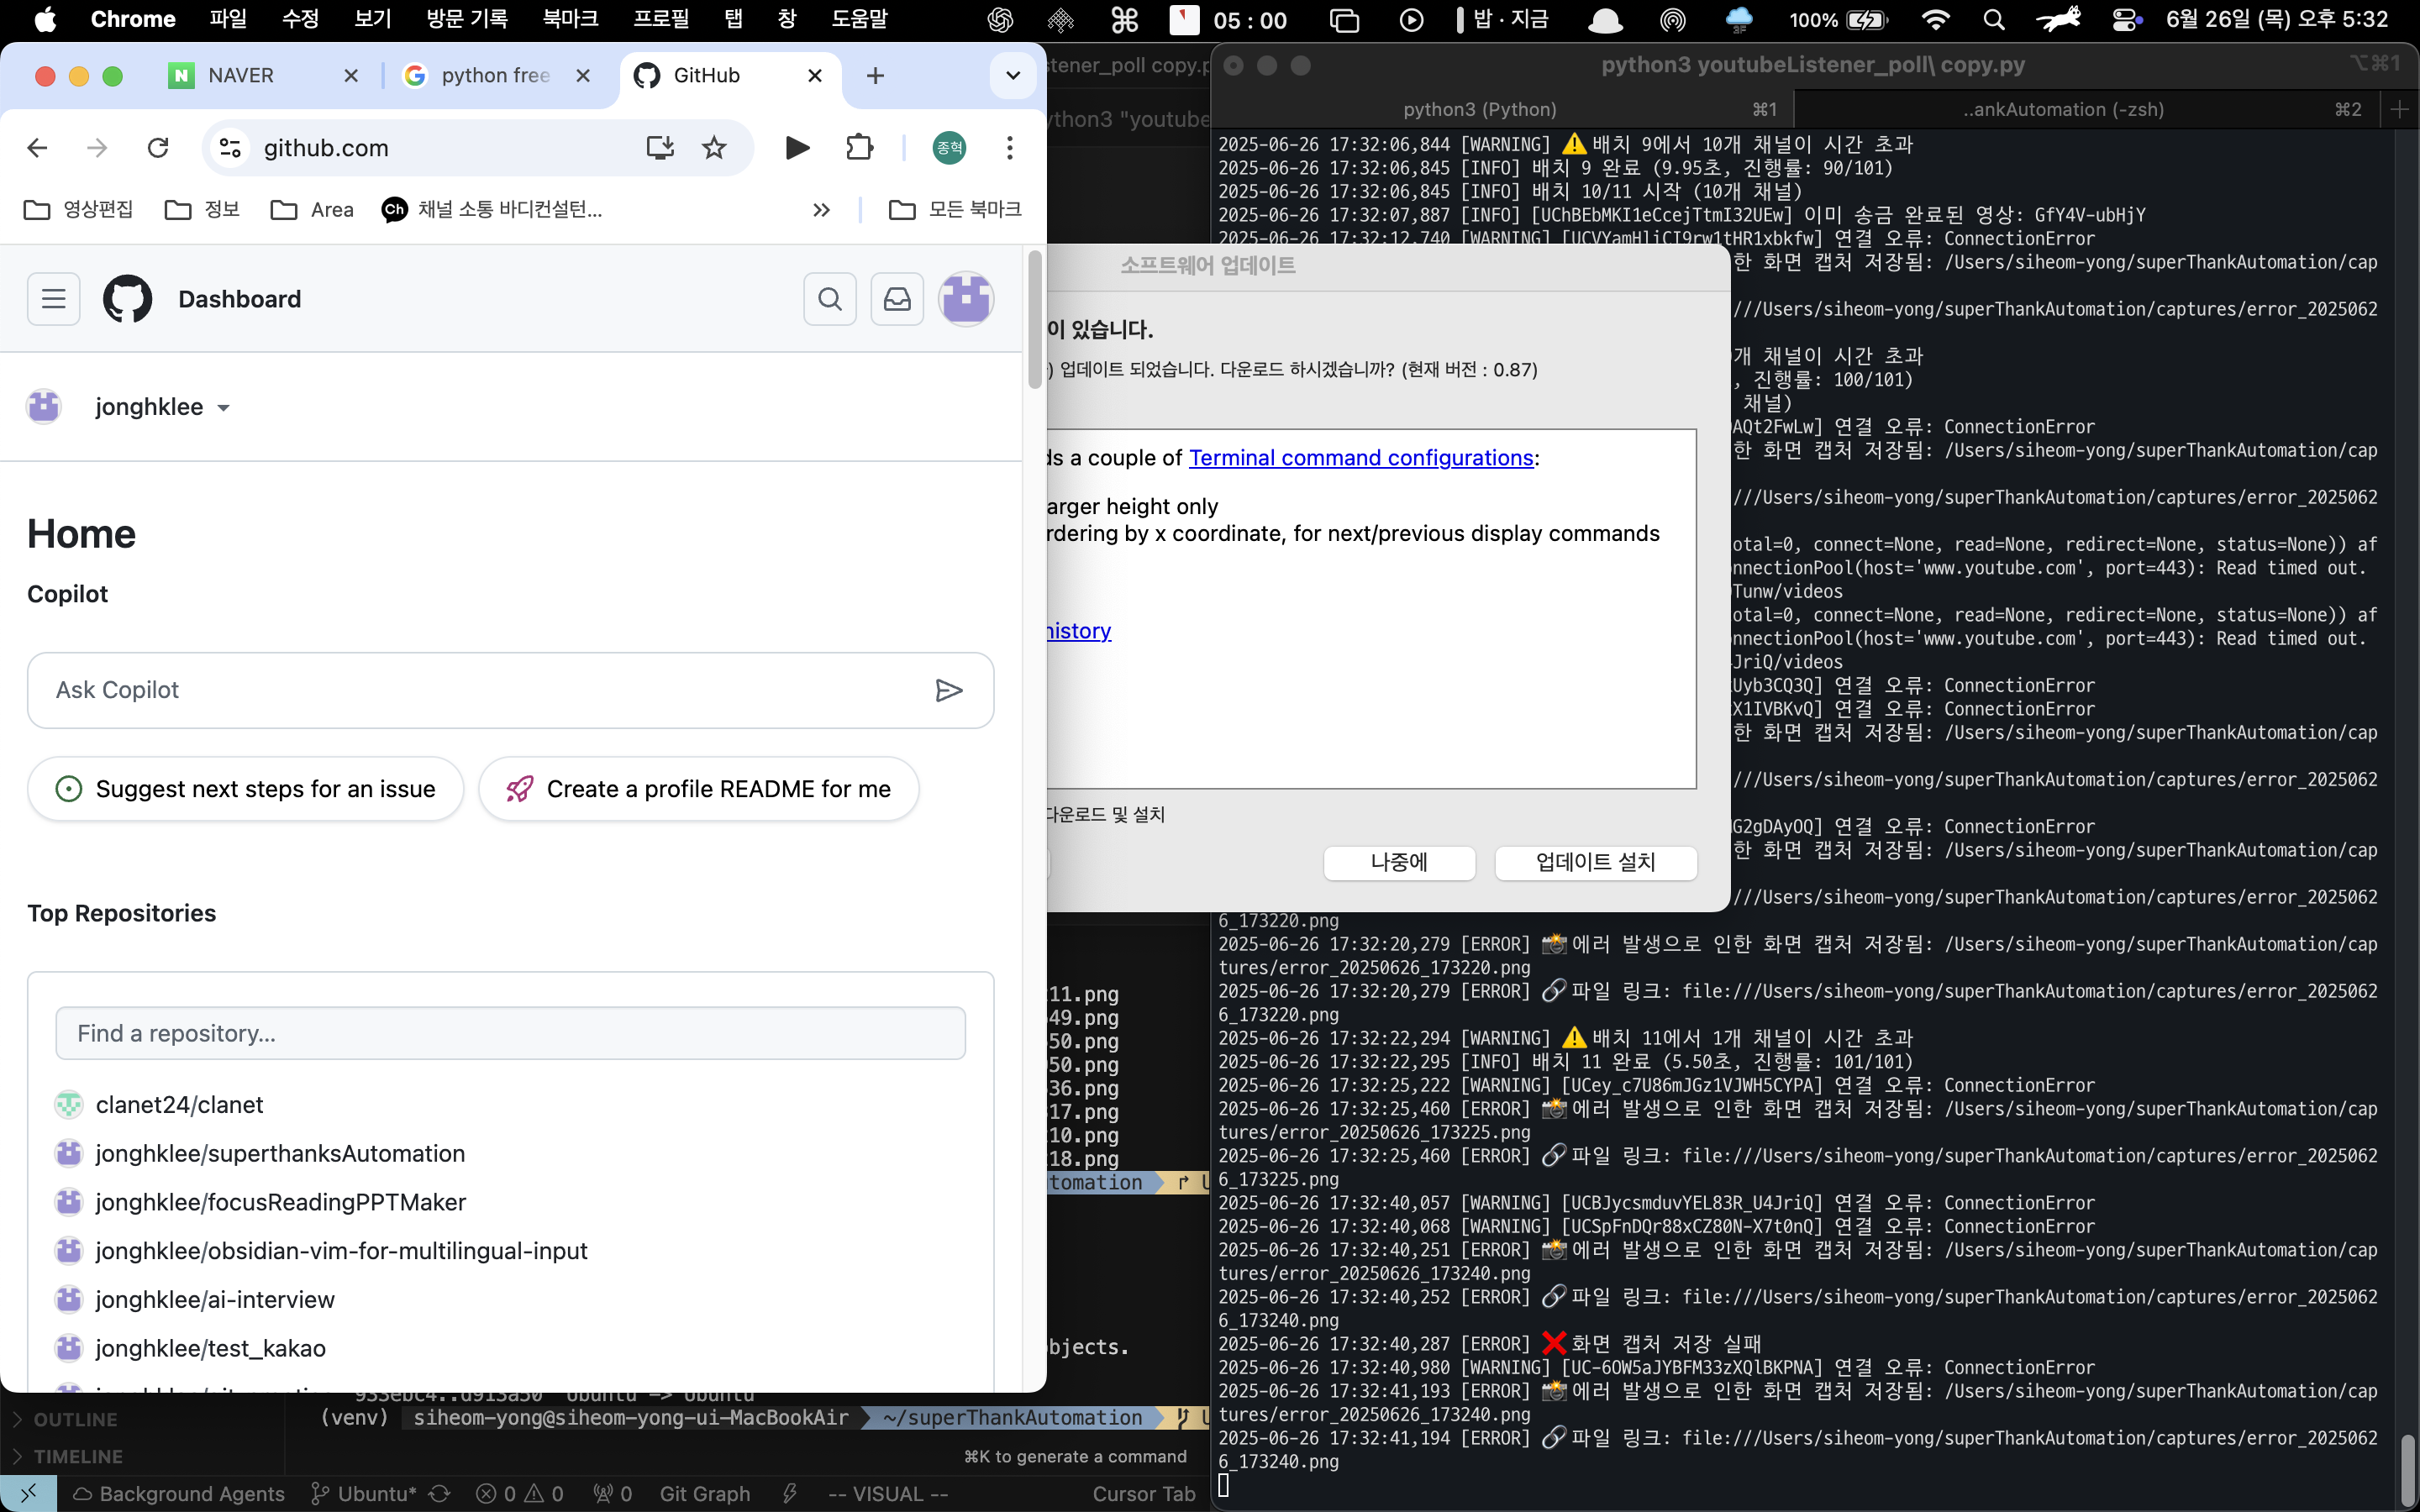 Chrome 파일 수정 보기 방문 기록 북마크 프로필 탭 창 도움말 05 : 00 밥 · 지금 100% 6월 26일 (목) 오후 5:32
NAVER
python free
GitHub
github.com
종혁
영상편집 정보 Area 채널 소통 바디컨설턴... 모든 북마크
Dashboard
jonghklee
Home
Copilot
Ask Copilot
Suggest next steps for an issue
Create a profile README for me
Top Repositories
Find a repository...
clanet24/clanet
jonghklee/superthanksAutomation
jonghklee/focusReadingPPTMaker
jonghklee/obsidian-vim-for-multilingual-input
jonghklee/ai-interview
jonghklee/test_kakao
소프트웨어 업데이트
이 있습니다.
업데이트 되었습니다. 다운로드 하시겠습니까? (현재 버전 : 0.87)
ds a couple of Terminal command configurations:
arger height only
rdering by x coordinate, for next/previous display commands
history
다운로드 및 설치
나중에
업데이트 설치
11.png
49.png
50.png
50.png
36.png
17.png
10.png
18.png
tomation
bjects.
(venv) siheom-yong@siheom-yong-ui-MacBookAir ~/superThankAutomation
⌘K to generate a command
OUTLINE
TIMELINE
Background Agents Ubuntu* 0 0 0 Git Graph -- VISUAL -- Cursor Tab
python3 youtubeListener_poll\ copy.py ⌥⌘1
python3 (Python) ⌘1 ..ankAutomation (-zsh) ⌘2
2025-06-26 17:32:06,844 [WARNING] ⚠️ 배치 9에서 10개 채널이 시간 초과
2025-06-26 17:32:06,845 [INFO] 배치 9 완료 (9.95초, 진행률: 90/101)
2025-06-26 17:32:06,845 [INFO] 배치 10/11 시작 (10개 채널)
2025-06-26 17:32:07,887 [INFO] [UChBEbMKI1eCcejTtmI32UEw] 이미 송금 완료된 영상: GfY4V-ubHjY
2025-06-26 17:32:12,740 [WARNING] [UCVYamHliCI9rw1tHR1xbkfw] 연결 오류: ConnectionError
한 화면 캡처 저장됨: /Users/siheom-yong/superThankAutomation/cap
///Users/siheom-yong/superThankAutomation/captures/error_2025062
개 채널이 시간 초과
, 진행률: 100/101)
채널)
AQt2FwLw] 연결 오류: ConnectionError
한 화면 캡처 저장됨: /Users/siheom-yong/superThankAutomation/cap
///Users/siheom-yong/superThankAutomation/captures/error_2025062
otal=0, connect=None, read=None, redirect=None, status=None)) af
nnectionPool(host='www.youtube.com', port=443): Read timed out.
Tunw/videos
otal=0, connect=None, read=None, redirect=None, status=None)) af
nnectionPool(host='www.youtube.com', port=443): Read timed out.
JriQ/videos
Uyb3CQ3Q] 연결 오류: ConnectionError
X1IVBKvQ] 연결 오류: ConnectionError
한 화면 캡처 저장됨: /Users/siheom-yong/superThankAutomation/cap
///Users/siheom-yong/superThankAutomation/captures/error_2025062
G2gDAyOQ] 연결 오류: ConnectionError
한 화면 캡처 저장됨: /Users/siheom-yong/superThankAutomation/cap
///Users/siheom-yong/superThankAutomation/captures/error_2025062
6_173220.png
2025-06-26 17:32:20,279 [ERROR] 📸 에러 발생으로 인한 화면 캡처 저장됨: /Users/siheom-yong/superThankAutomation/cap
tures/error_20250626_173220.png
2025-06-26 17:32:20,279 [ERROR] 🔗 파일 링크: file:///Users/siheom-yong/superThankAutomation/captures/error_2025062
6_173220.png
2025-06-26 17:32:22,294 [WARNING] ⚠️ 배치 11에서 1개 채널이 시간 초과
2025-06-26 17:32:22,295 [INFO] 배치 11 완료 (5.50초, 진행률: 101/101)
2025-06-26 17:32:25,222 [WARNING] [UCey_c7U86mJGz1VJWH5CYPA] 연결 오류: ConnectionError
2025-06-26 17:32:25,460 [ERROR] 📸 에러 발생으로 인한 화면 캡처 저장됨: /Users/siheom-yong/superThankAutomation/cap
tures/error_20250626_173225.png
2025-06-26 17:32:25,460 [ERROR] 🔗 파일 링크: file:///Users/siheom-yong/superThankAutomation/captures/error_2025062
6_173225.png
2025-06-26 17:32:40,057 [WARNING] [UCBJycsmduvYEL83R_U4JriQ] 연결 오류: ConnectionError
2025-06-26 17:32:40,068 [WARNING] [UCSpFnDQr88xCZ80N-X7t0nQ] 연결 오류: ConnectionError
2025-06-26 17:32:40,251 [ERROR] 📸 에러 발생으로 인한 화면 캡처 저장됨: /Users/siheom-yong/superThankAutomation/cap
tures/error_20250626_173240.png
2025-06-26 17:32:40,252 [ERROR] 🔗 파일 링크: file:///Users/siheom-yong/superThankAutomation/captures/error_2025062
6_173240.png
2025-06-26 17:32:40,287 [ERROR] ❌ 화면 캡처 저장 실패
2025-06-26 17:32:40,980 [WARNING] [UC-6OW5aJYBFM33zXQlBKPNA] 연결 오류: ConnectionError
2025-06-26 17:32:41,193 [ERROR] 📸 에러 발생으로 인한 화면 캡처 저장됨: /Users/siheom-yong/superThankAutomation/cap
tures/error_20250626_173240.png
2025-06-26 17:32:41,194 [ERROR] 🔗 파일 링크: file:///Users/siheom-yong/superThankAutomation/captures/error_2025062
6_173240.png